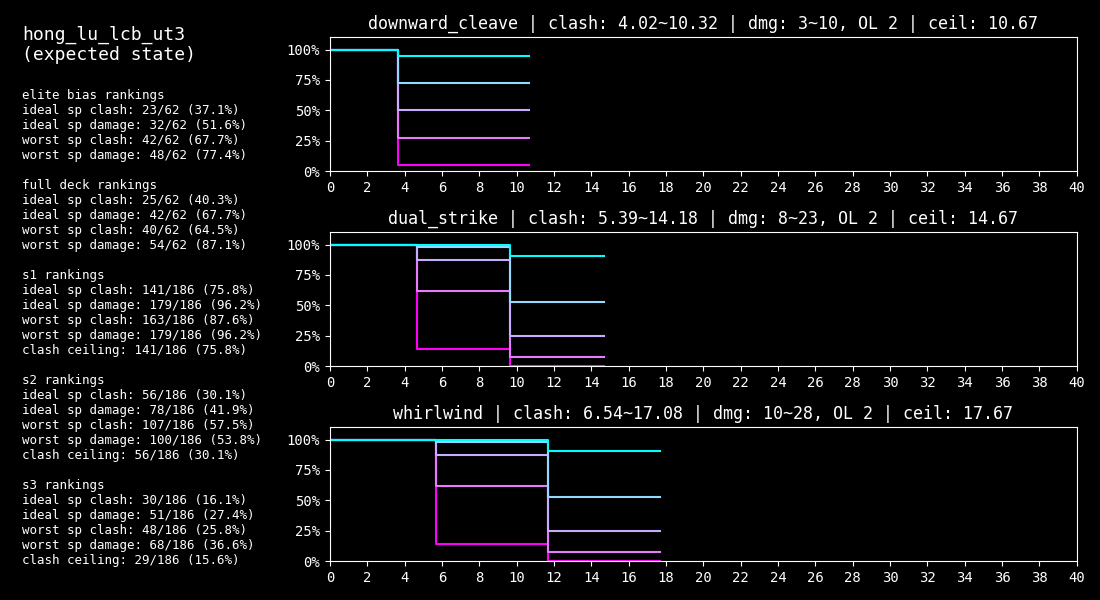 hong_lu_lcb_ut3
(expected state)
elite bias rankings
ideal sp clash: 23/62 (37.1%)
ideal sp damage: 32/62 (51.6%)
worst sp clash: 42/62 (67.7%)
worst sp damage: 48/62 (77.4%)
full deck rankings
ideal sp clash: 25/62 (40.3%)
ideal sp damage: 42/62 (67.7%)
worst sp clash: 40/62 (64.5%)
worst sp damage: 54/62 (87.1%)
s1 rankings
ideal sp clash: 141/186 (75.8%)
ideal sp damage: 179/186 (96.2%)
worst sp clash: 163/186 (87.6%)
worst sp damage: 179/186 (96.2%)
clash ceiling: 141/186 (75.8%)
s2 rankings
ideal sp clash: 56/186 (30.1%)
ideal sp damage: 78/186 (41.9%)
worst sp clash: 107/186 (57.5%)
worst sp damage: 100/186 (53.8%)
clash ceiling: 56/186 (30.1%)
s3 rankings
ideal sp clash: 30/186 (16.1%)
ideal sp damage: 51/186 (27.4%)
worst sp clash: 48/186 (25.8%)
worst sp damage: 68/186 (36.6%)
clash ceiling: 29/186 (15.6%)
downward_cleave | clash: 4.02~10.32 | dmg: 3~10, OL 2 | ceil: 10.67
100%
75%
50%
25%
0%
0 2 4 6 8 10 12 14 16 18 20 22 24 26 28 30 32 34 36 38 40
dual_strike | clash: 5.39~14.18 | dmg: 8~23, OL 2 | ceil: 14.67
100%
75%
50%
25%
0%
0 2 4 6 8 10 12 14 16 18 20 22 24 26 28 30 32 34 36 38 40
whirlwind | clash: 6.54~17.08 | dmg: 10~28, OL 2 | ceil: 17.67
100%
75%
50%
25%
0%
0 2 4 6 8 10 12 14 16 18 20 22 24 26 28 30 32 34 36 38 40